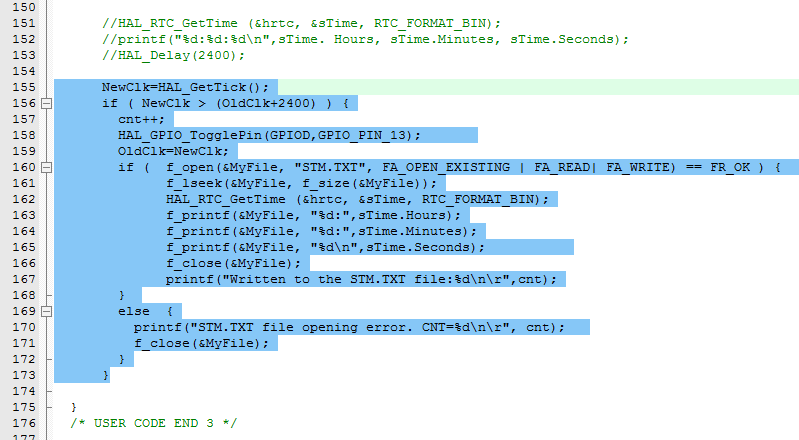 150
151 //HAL_RTC_GetTime (&hrtc, &sTime, RTC_FORMAT_BIN);
152 //printf("%d:%d:%d\n",sTime. Hours, sTime.Minutes, sTime.Seconds);
153 //HAL_Delay(2400);
154
155 NewClk=HAL_GetTick();
156 if ( NewClk > (OldClk+2400) ) {
157 cnt++;
158 HAL_GPIO_TogglePin(GPIOD,GPIO_PIN_13);
159 OldClk=NewClk;
160 if ( f_open(&MyFile, "STM.TXT", FA_OPEN_EXISTING | FA_READ| FA_WRITE) == FR_OK ) {
161 f_lseek(&MyFile, f_size(&MyFile));
162 HAL_RTC_GetTime (&hrtc, &sTime, RTC_FORMAT_BIN);
163 f_printf(&MyFile, "%d:",sTime.Hours);
164 f_printf(&MyFile, "%d:",sTime.Minutes);
165 f_printf(&MyFile, "%d\n",sTime.Seconds);
166 f_close(&MyFile);
167 printf("Written to the STM.TXT file:%d\n\r",cnt);
168 }
169 else {
170 printf("STM.TXT file opening error. CNT=%d\n\r", cnt);
171 f_close(&MyFile);
172 }
173 }
174
175 }
176 /* USER CODE END 3 */
177